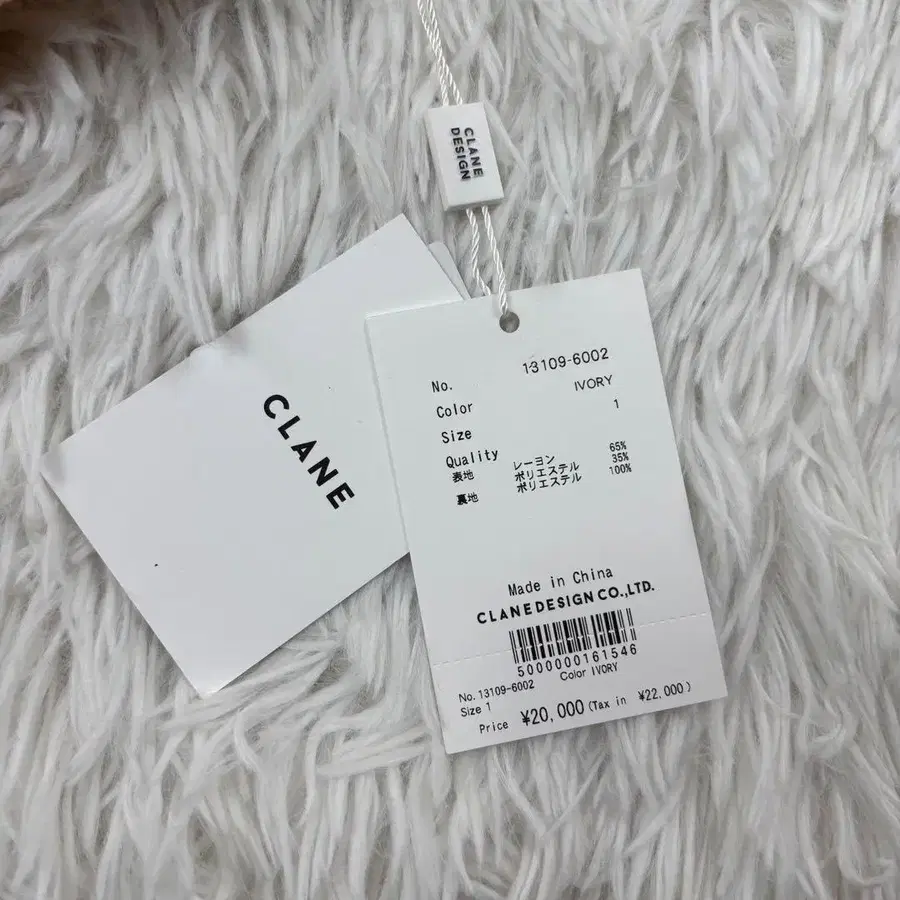 CLANE
DESIGN
CLANE
No. 13109-6002
Color IVORY
Size 1
Quality
表地 レーヨン 65%
ポリエステル 35%
裏地 ポリエステル 100%
Made in China
CLANEDESIGN CO.,LTD.
5000000161546
No. 13109-6002 Color IVORY
Size 1
Price ¥20,000 (Tax in ¥22,000)